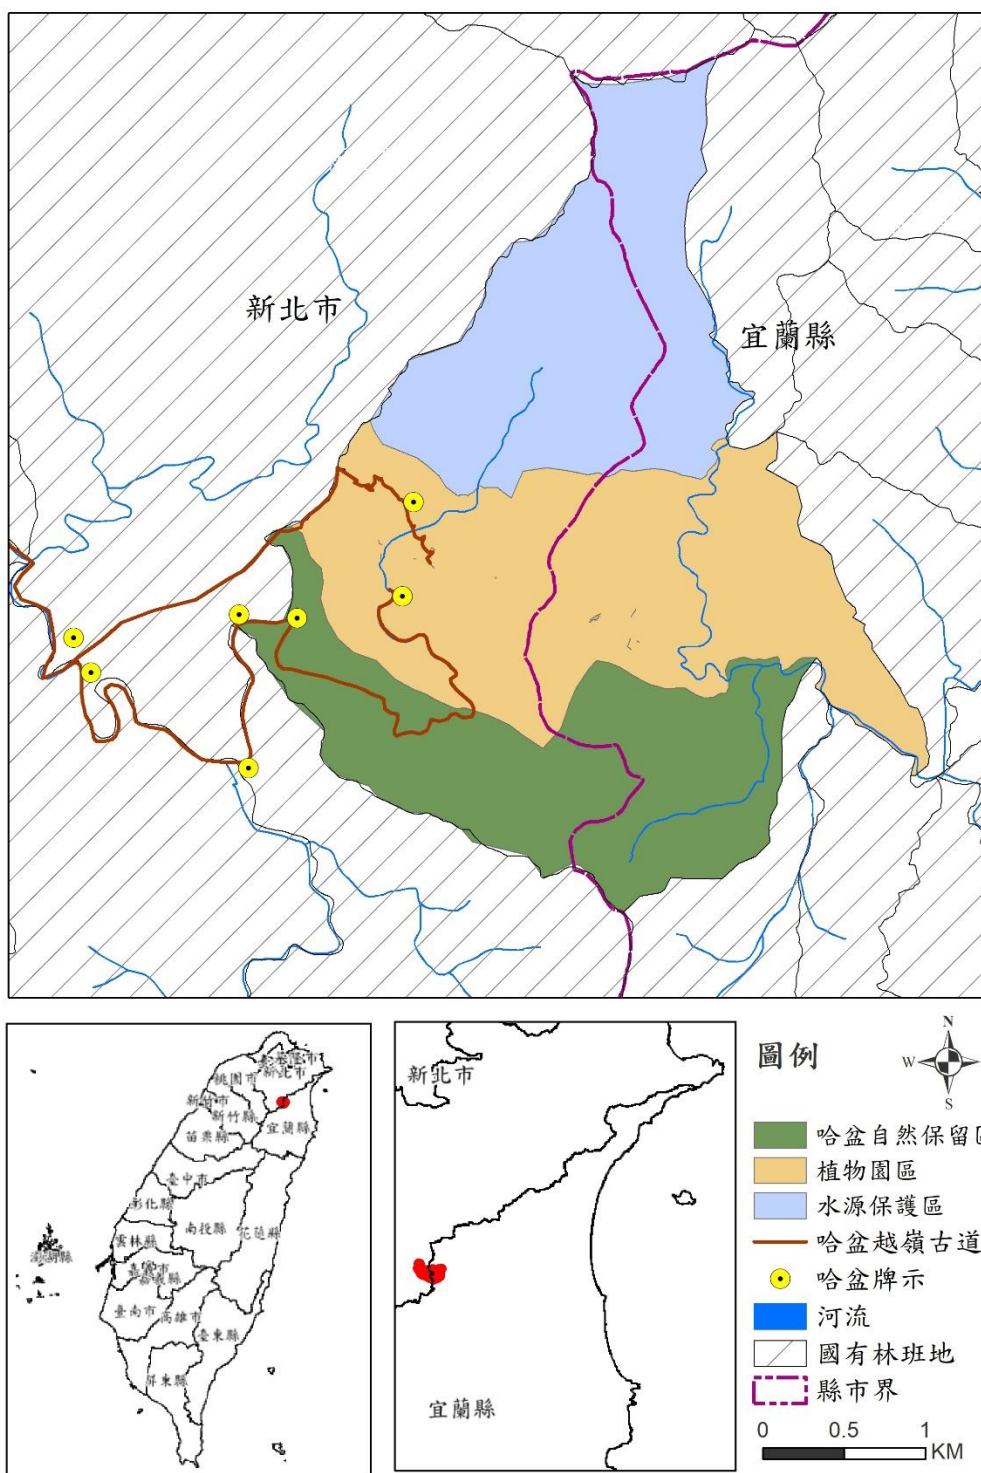 新北市
宜蘭縣
新北市
桃園市
新竹市
新竹縣
宜蘭縣
苗栗縣
臺中市
彰化縣
南投縣
花蓮縣
雲林縣
澎湖縣
嘉義市
嘉義縣
臺南市
高雄市
臺東縣
屏東縣
新北市
宜蘭縣
圖例
N
W
E
S
哈盆自然保留
植物園區
水源保護區
哈盆越嶺古道
哈盆牌示
河流
國有林班地
縣市界
0 0.5 1
KM